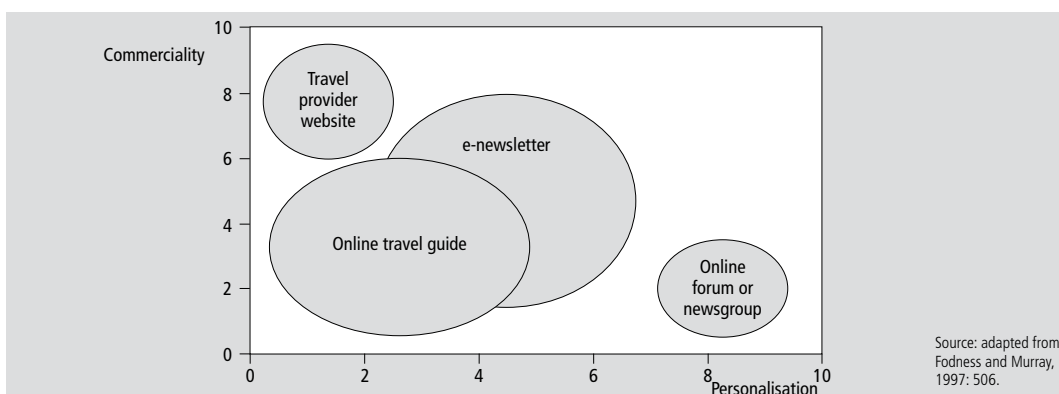 10
Commerciality
Travel
provider
website
8
e-newsletter
6
4
Online travel guide
Online
forum or
newsgroup
2
0
0 2 4 6 8 10
Personalisation
Source: adapted from
Fodness and Murray,
1997: 506.